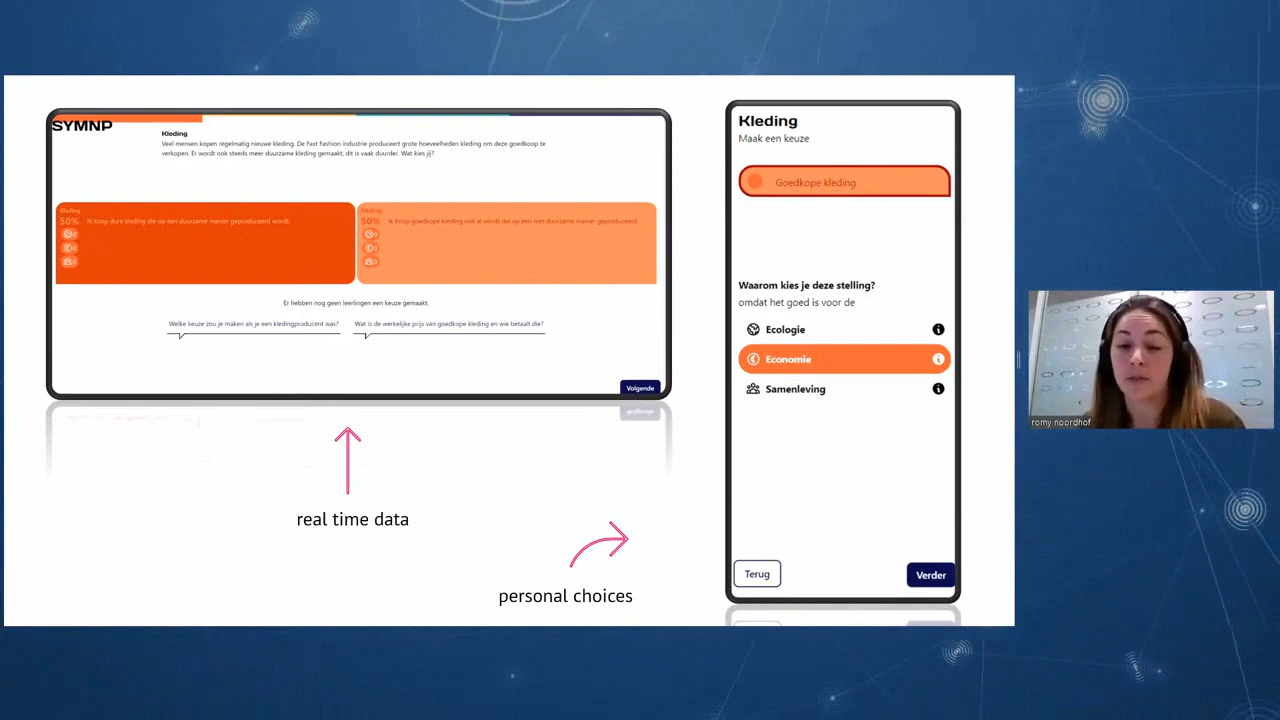 SYMNP
Kleding
Veel mensen kopen regelmatig nieuwe kleding. De Fast Fashion industrie produceert grote hoeveelheden kleding om deze goedkoop te
verkopen. Er wordt ook steeds meer duurzame kleding gemaakt, dit is vaak duurder. Wat kies jij?
Kleding
50%
Ik koop dure kleding die op een duurzame manier geproduceerd wordt.
0
0
0
Kleding
50%
Ik koop goedkope kleding ook al wordt die op een niet duurzame manier geproduceerd.
0
0
0
Er hebben nog geen leerlingen een keuze gemaakt.
Welke keuze zou je maken als je een kledingproducent was?
Wat is de werkelijke prijs van goedkope kleding en wie betaalt die?
Volgende
real time data
personal choices
Kleding
Maak een keuze
Goedkope kleding
Waarom kies je deze stelling?
omdat het goed is voor de
Ecologie
Economie
Samenleving
Terug
Verder
romy noordhof